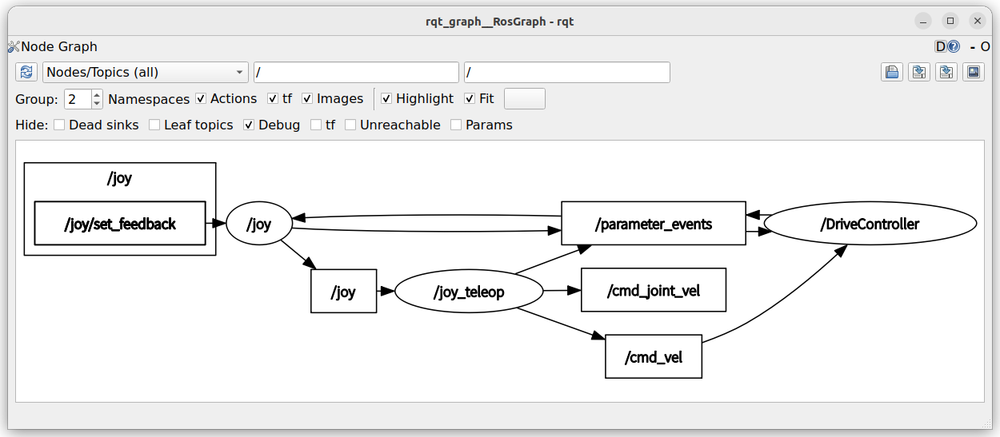 rqt_graph__RosGraph - rqt
Node Graph
D ? - O
Nodes/Topics (all) / /
Group: 2 Namespaces Actions tf Images Highlight Fit
Hide: Dead sinks Leaf topics Debug tf Unreachable Params
/joy
/joy/set_feedback
/joy
/parameter_events
/DriveController
/joy
/joy_teleop
/cmd_joint_vel
/cmd_vel